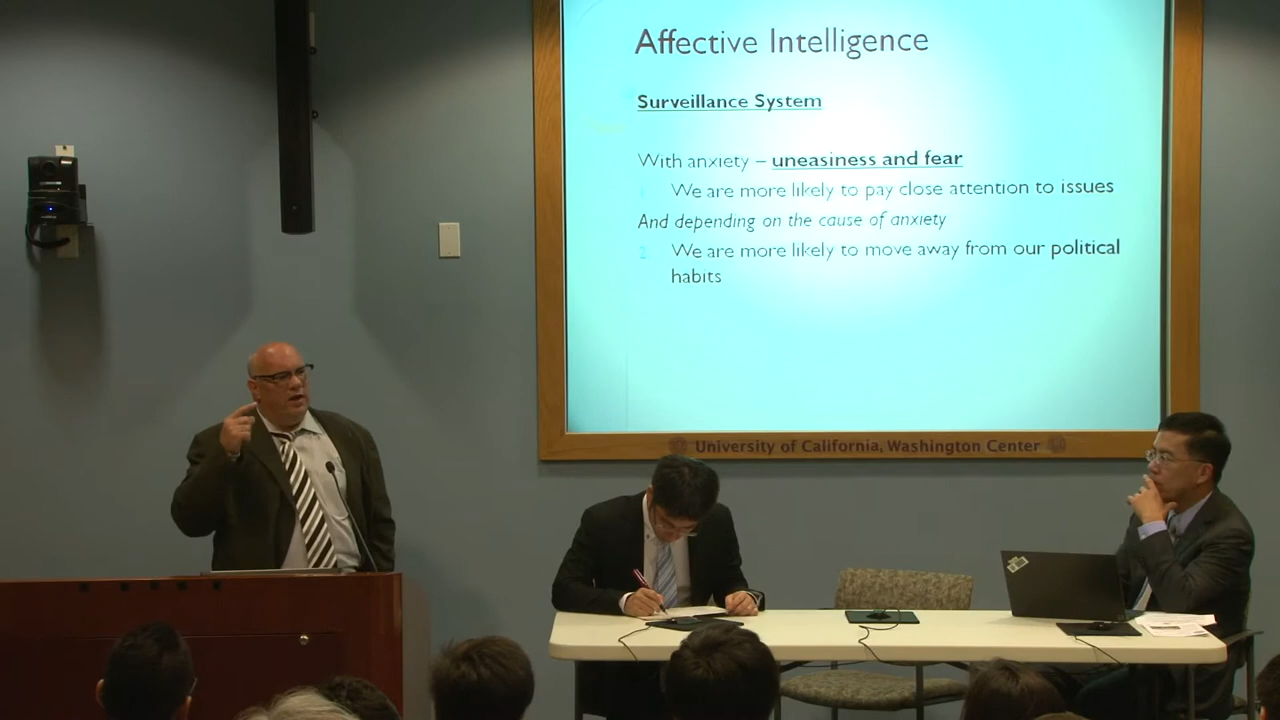 Affective Intelligence
Surveillance System
With anxiety – uneasiness and fear
1. We are more likely to pay close attention to issues
And depending on the cause of anxiety
2. We are more likely to move away from our political
habits
University of California, Washington Center